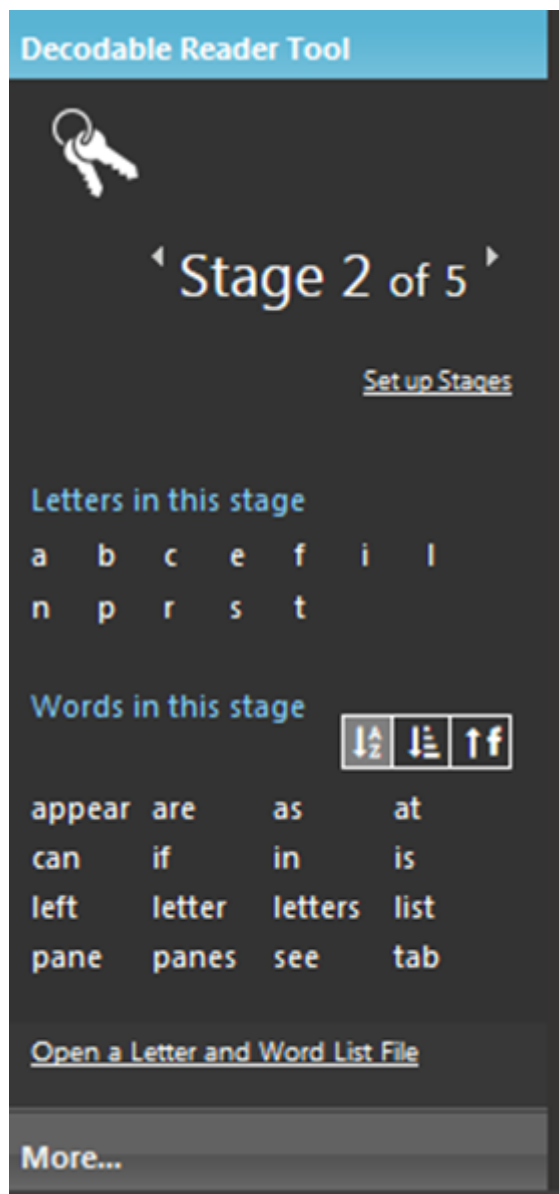 Decodable Reader Tool
Stage 2 of 5
Set up Stages
Letters in this stage
a b c e f i l
n p r s t
Words in this stage
A Z f
appear are as at
can if in is
left letter letters list
pane panes see tab
Open a Letter and Word List File
More...